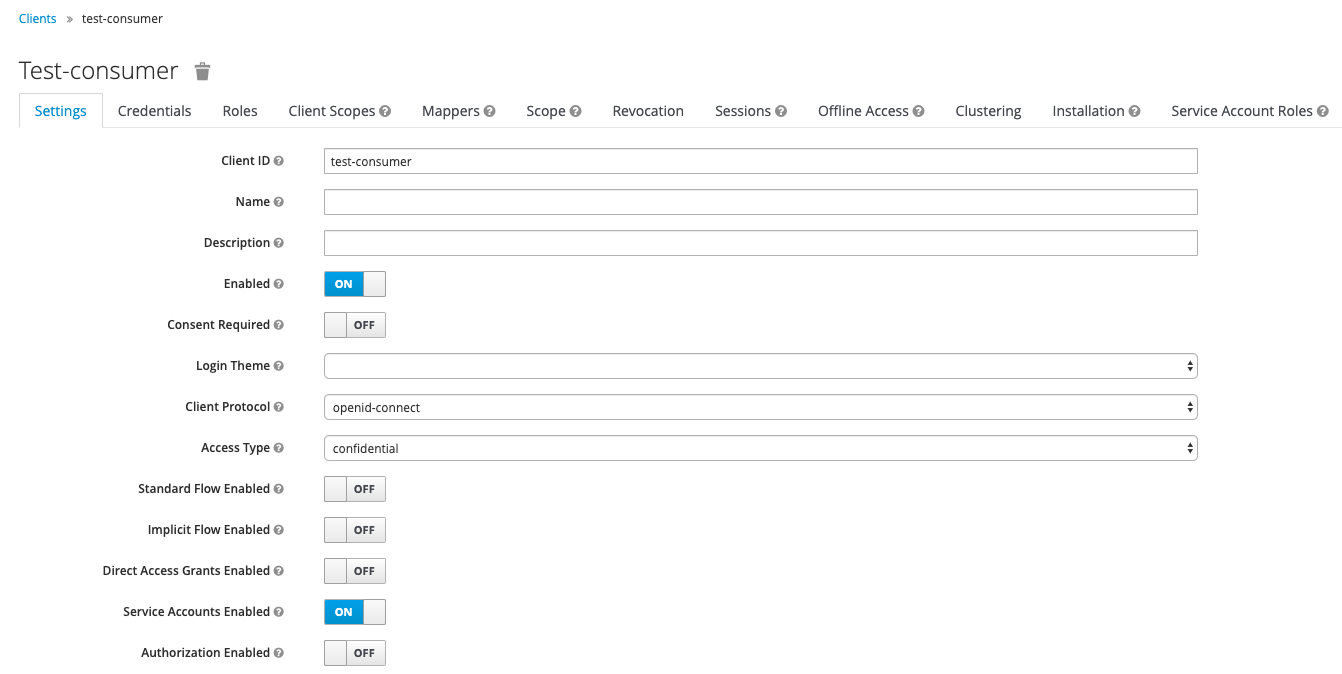 Clients » test-consumer
Test-consumer
Settings Credentials Roles Client Scopes Mappers Scope Revocation Sessions Offline Access Clustering Installation Service Account Roles
Client ID test-consumer
Name
Description
Enabled ON
Consent Required OFF
Login Theme
Client Protocol openid-connect
Access Type confidential
Standard Flow Enabled OFF
Implicit Flow Enabled OFF
Direct Access Grants Enabled OFF
Service Accounts Enabled ON
Authorization Enabled OFF